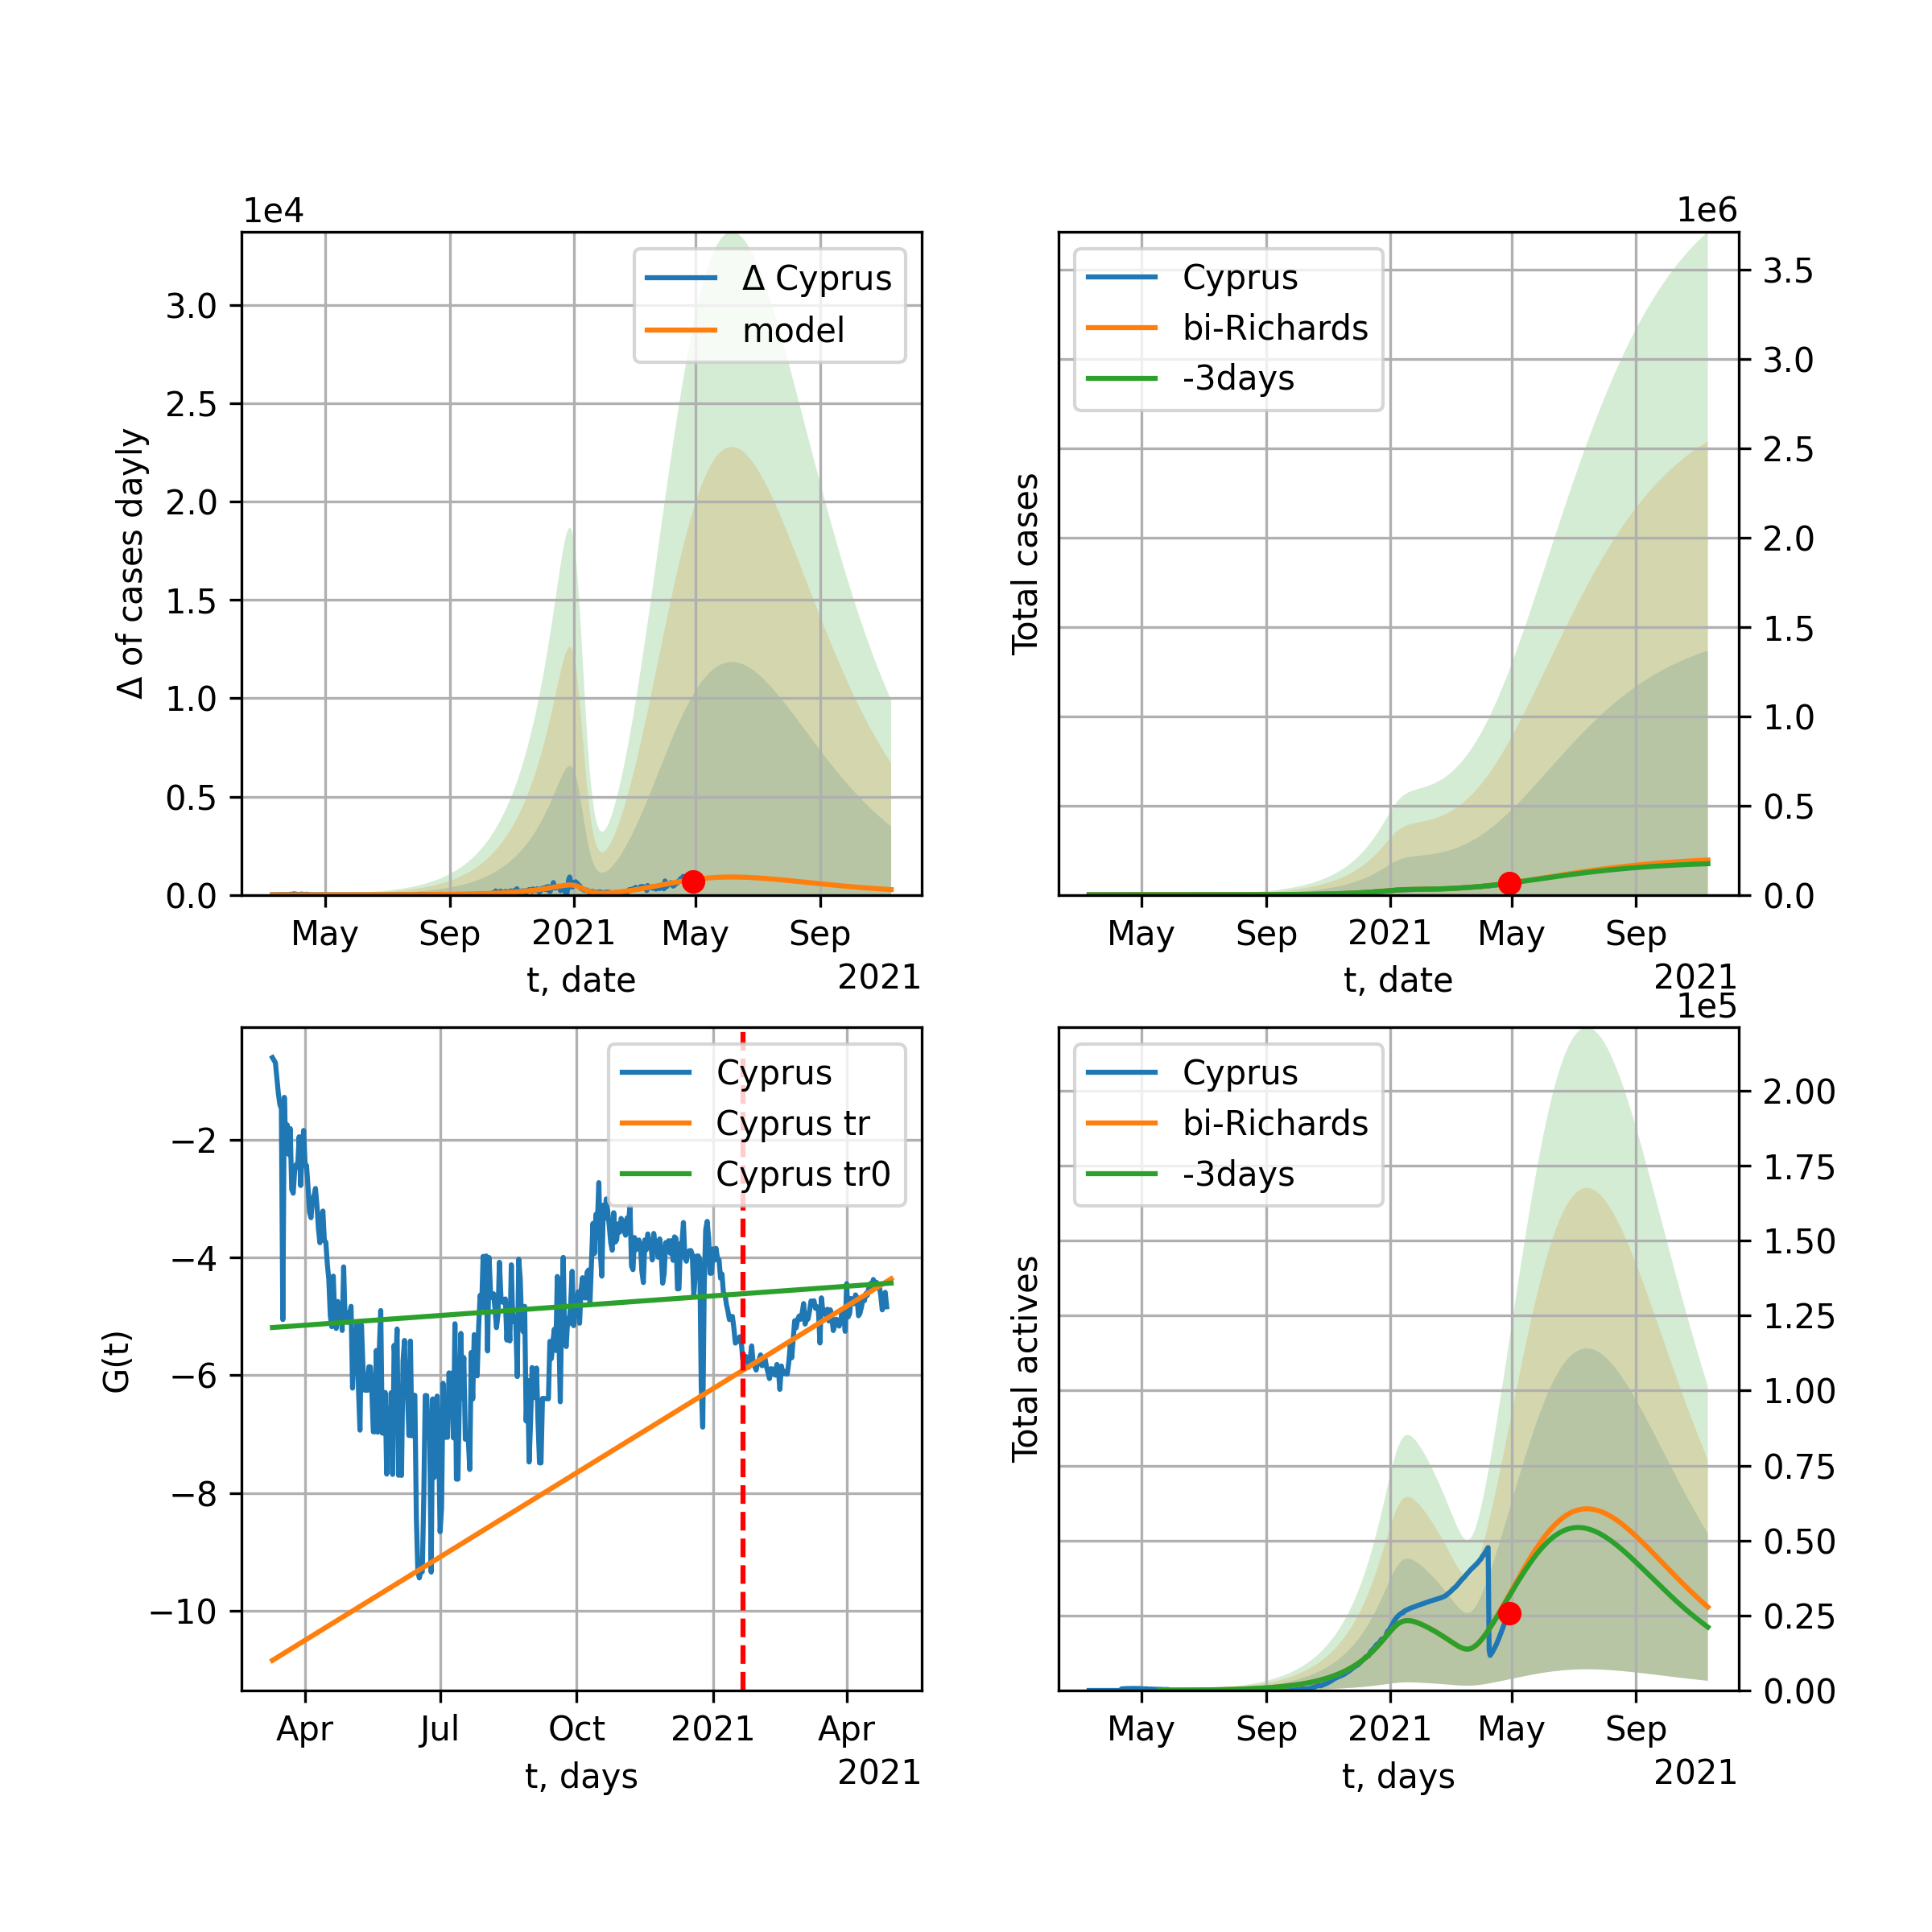 1e4
Δ of cases dayly
3.0
2.5
2.0
1.5
1.0
0.5
0.0
Δ Cyprus
model
May Sep 2021 May Sep
t, date
2021
1e6
Total cases
Cyprus
bi-Richards
-3days
3.5
3.0
2.5
2.0
1.5
1.0
0.5
0.0
May Sep 2021 May Sep
t, date
2021
G(t)
−2
−4
−6
−8
−10
Cyprus
Cyprus tr
Cyprus tr0
Apr Jul Oct 2021 Apr
t, days
2021
1e5
Total actives
Cyprus
bi-Richards
-3days
2.00
1.75
1.50
1.25
1.00
0.75
0.50
0.25
0.00
May Sep 2021 May Sep
t, days
2021